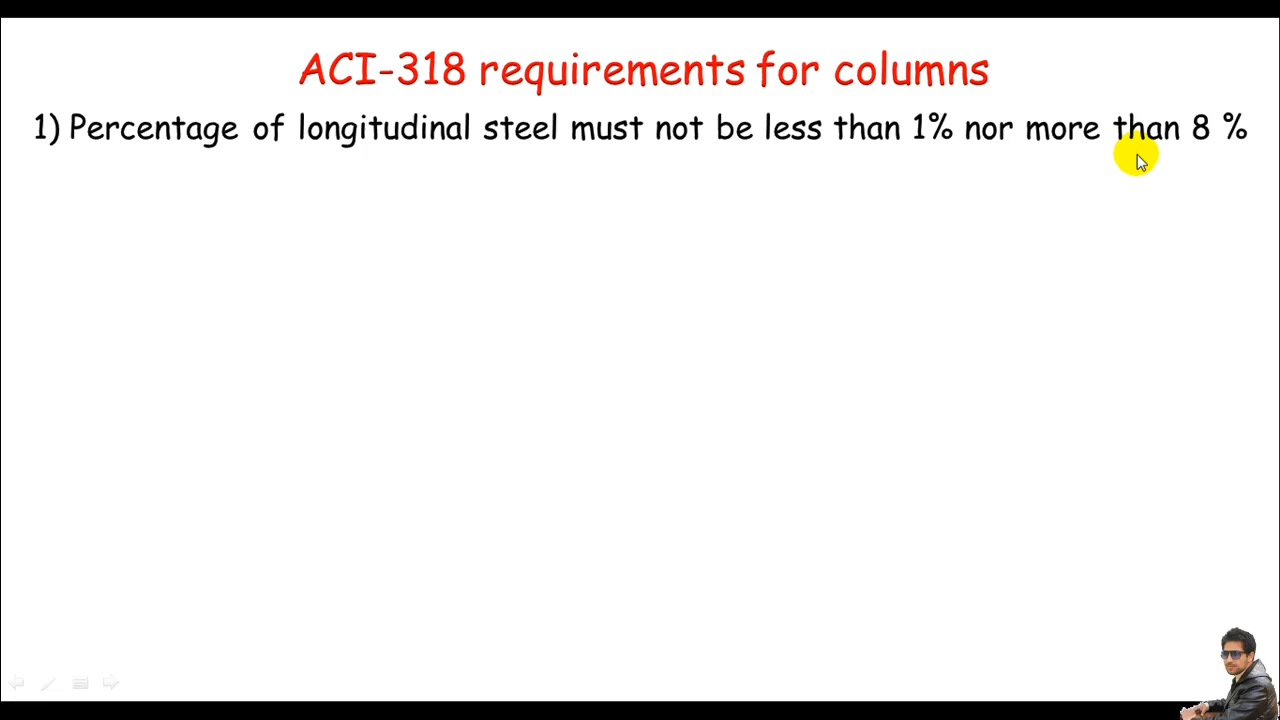 ACI-318 requirements for columns
1) Percentage of longitudinal steel must not be less than 1% nor more than 8 %